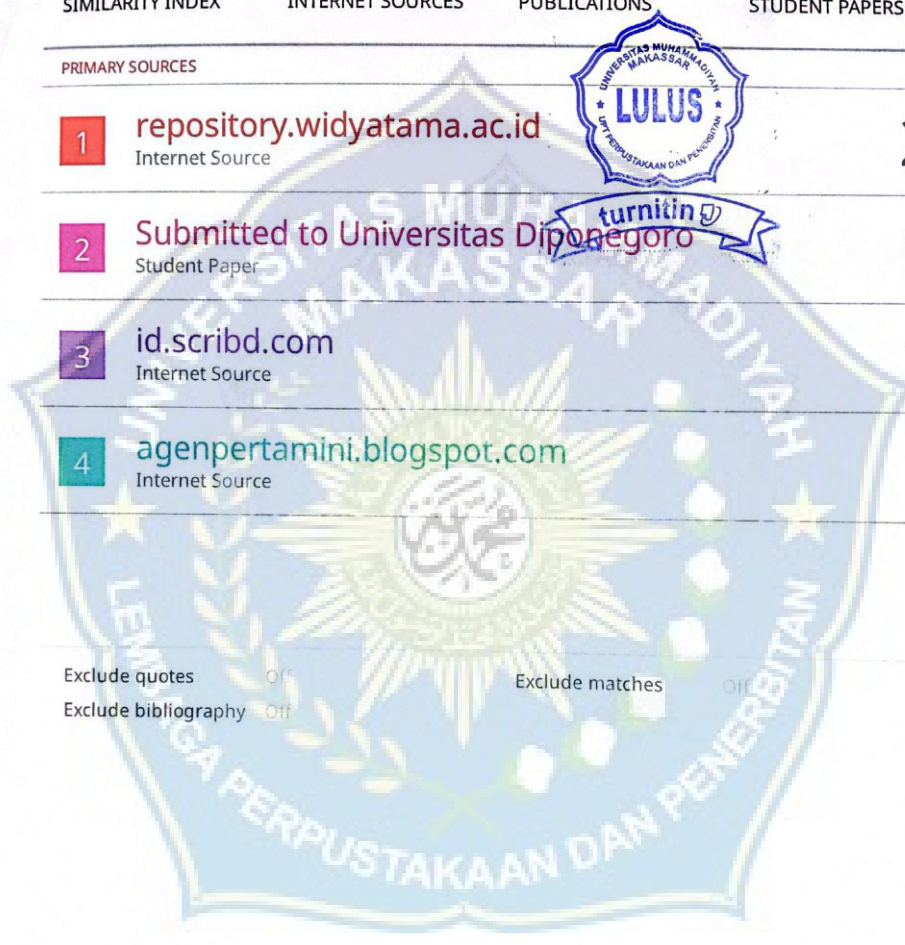 SIMILARITY INDEX INTERNET SOURCES PUBLICATIONS STUDENT PAPERS
PRIMARY SOURCES
UNIVERSITAS MUHAMMADIYAH
MAKASSAR
LULUS
UPT PERPUSTAKAAN DAN PENERBITAN
turnitin
1 repository.widyatama.ac.id
Internet Source
2 Submitted to Universitas Diponegoro
Student Paper
3 id.scribd.com
Internet Source
4 agenpertamini.blogspot.com
Internet Source
Exclude quotes Off Exclude matches Off
Exclude bibliography Off
UNIVERSITAS MUHAMMADIYAH
MAKASSAR
LEMBAGA PERPUSTAKAAN DAN PENERBITAN